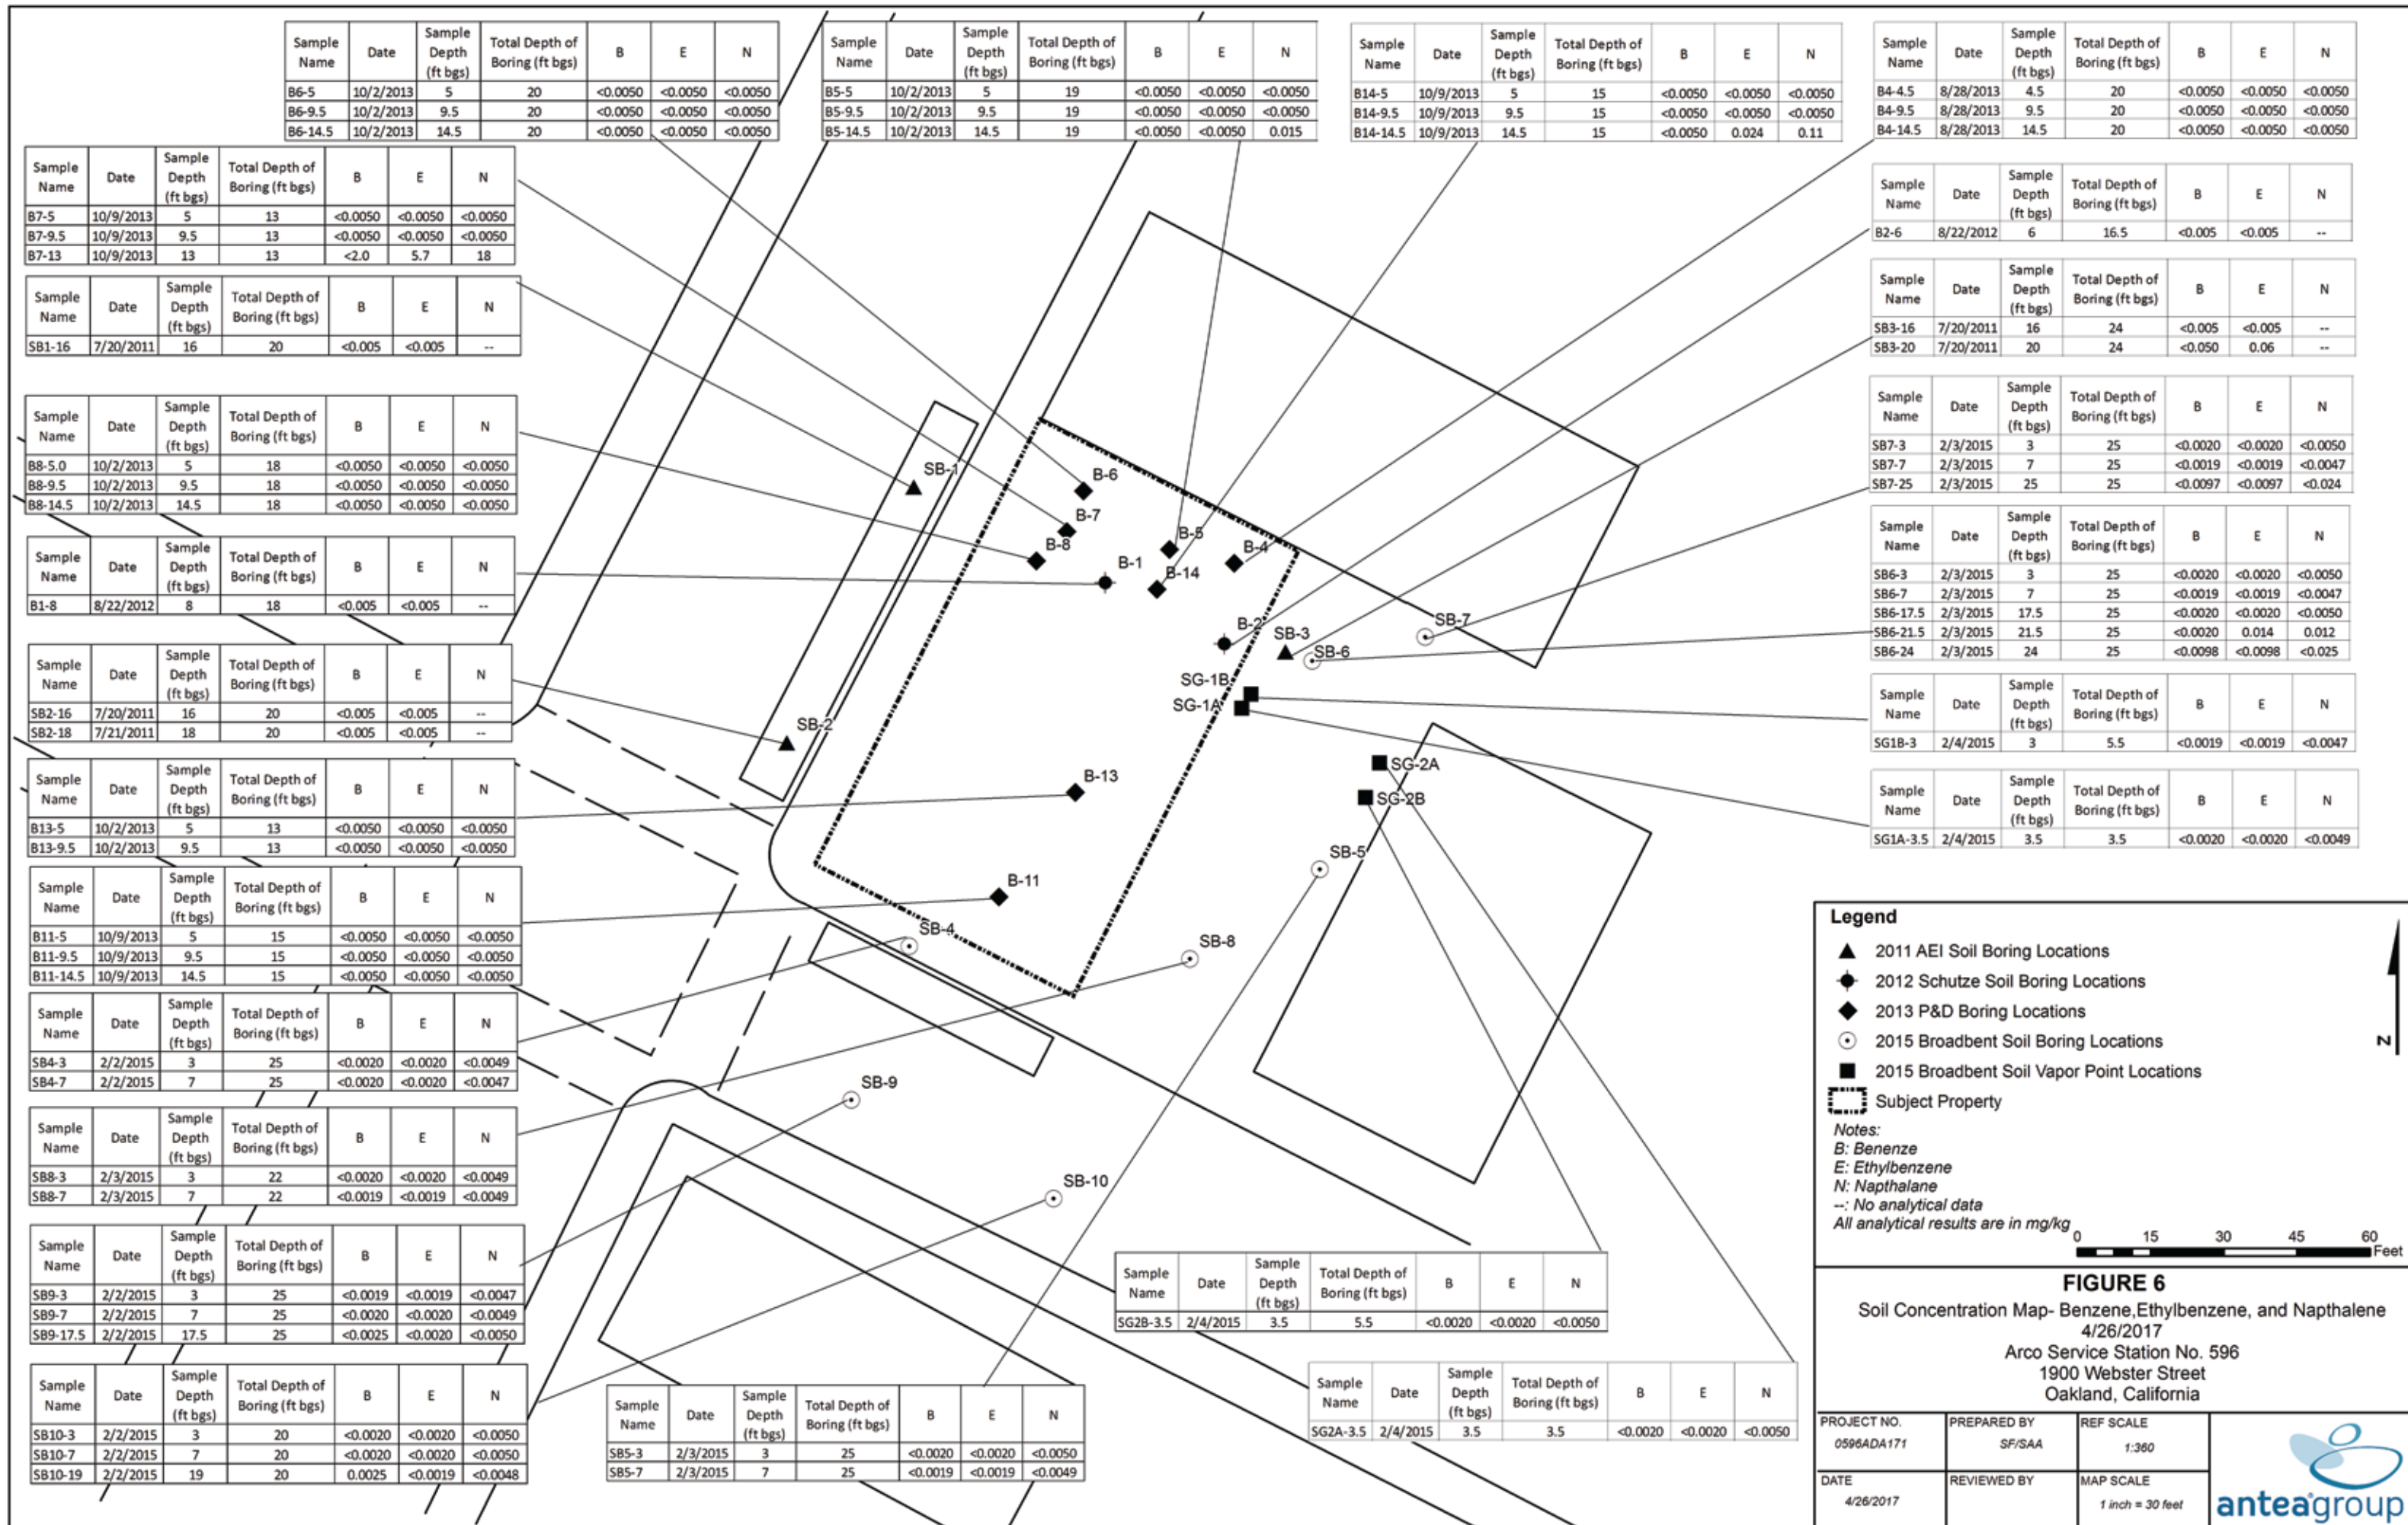 Sample Name Date Sample Depth (ft bgs) Total Depth of Boring (ft bgs) B E N
B6-5 10/2/2013 5 20 <0.0050 <0.0050 <0.0050
B6-9.5 10/2/2013 9.5 20 <0.0050 <0.0050 <0.0050
B6-14.5 10/2/2013 14.5 20 <0.0050 <0.0050 <0.0050
Sample Name Date Sample Depth (ft bgs) Total Depth of Boring (ft bgs) B E N
B5-5 10/2/2013 5 19 <0.0050 <0.0050 <0.0050
B5-9.5 10/2/2013 9.5 19 <0.0050 <0.0050 <0.0050
B5-14.5 10/2/2013 14.5 19 <0.0050 <0.0050 0.015
Sample Name Date Sample Depth (ft bgs) Total Depth of Boring (ft bgs) B E N
B14-5 10/9/2013 5 15 <0.0050 <0.0050 <0.0050
B14-9.5 10/9/2013 9.5 15 <0.0050 <0.0050 <0.0050
B14-14.5 10/9/2013 14.5 15 <0.0050 0.024 0.11
Sample Name Date Sample Depth (ft bgs) Total Depth of Boring (ft bgs) B E N
B4-4.5 8/28/2013 4.5 20 <0.0050 <0.0050 <0.0050
B4-9.5 8/28/2013 9.5 20 <0.0050 <0.0050 <0.0050
B4-14.5 8/28/2013 14.5 20 <0.0050 <0.0050 <0.0050
Sample Name Date Sample Depth (ft bgs) Total Depth of Boring (ft bgs) B E N
B7-5 10/9/2013 5 13 <0.0050 <0.0050 <0.0050
B7-9.5 10/9/2013 9.5 13 <0.0050 <0.0050 <0.0050
B7-13 10/9/2013 13 13 <2.0 5.7 18
Sample Name Date Sample Depth (ft bgs) Total Depth of Boring (ft bgs) B E N
SB1-16 7/20/2011 16 20 <0.005 <0.005 --
Sample Name Date Sample Depth (ft bgs) Total Depth of Boring (ft bgs) B E N
B8-5.0 10/2/2013 5 18 <0.0050 <0.0050 <0.0050
B8-9.5 10/2/2013 9.5 18 <0.0050 <0.0050 <0.0050
B8-14.5 10/2/2013 14.5 18 <0.0050 <0.0050 <0.0050
Sample Name Date Sample Depth (ft bgs) Total Depth of Boring (ft bgs) B E N
B1-8 8/22/2012 8 18 <0.005 <0.005 --
Sample Name Date Sample Depth (ft bgs) Total Depth of Boring (ft bgs) B E N
SB2-16 7/20/2011 16 20 <0.005 <0.005 --
SB2-18 7/21/2011 18 20 <0.005 <0.005 --
Sample Name Date Sample Depth (ft bgs) Total Depth of Boring (ft bgs) B E N
B13-5 10/2/2013 5 13 <0.0050 <0.0050 <0.0050
B13-9.5 10/2/2013 9.5 13 <0.0050 <0.0050 <0.0050
Sample Name Date Sample Depth (ft bgs) Total Depth of Boring (ft bgs) B E N
B11-5 10/9/2013 5 15 <0.0050 <0.0050 <0.0050
B11-9.5 10/9/2013 9.5 15 <0.0050 <0.0050 <0.0050
B11-14.5 10/9/2013 14.5 15 <0.0050 <0.0050 <0.0050
Sample Name Date Sample Depth (ft bgs) Total Depth of Boring (ft bgs) B E N
SB4-3 2/2/2015 3 25 <0.0020 <0.0020 <0.0049
SB4-7 2/2/2015 7 25 <0.0020 <0.0020 <0.0047
Sample Name Date Sample Depth (ft bgs) Total Depth of Boring (ft bgs) B E N
SB8-3 2/3/2015 3 22 <0.0020 <0.0020 <0.0049
SB8-7 2/3/2015 7 22 <0.0019 <0.0019 <0.0049
Sample Name Date Sample Depth (ft bgs) Total Depth of Boring (ft bgs) B E N
SB9-3 2/2/2015 3 25 <0.0019 <0.0019 <0.0047
SB9-7 2/2/2015 7 25 <0.0020 <0.0020 <0.0049
SB9-17.5 2/2/2015 17.5 25 <0.0025 <0.0020 <0.0050
Sample Name Date Sample Depth (ft bgs) Total Depth of Boring (ft bgs) B E N
SB10-3 2/2/2015 3 20 <0.0020 <0.0020 <0.0050
SB10-7 2/2/2015 7 20 <0.0020 <0.0020 <0.0050
SB10-19 2/2/2015 19 20 0.0025 <0.0019 <0.0048
SB-1
B-6
B-7
B-8
B-5
B-4
B-1
B-14
B-2
SB-3
SB-7
SB-6
SG-1B
SG-1A
SB-2
SG-2A
B-13
SG-2B
SB-5
B-11
SB-4
SB-8
SB-9
SB-10
Sample Name Date Sample Depth (ft bgs) Total Depth of Boring (ft bgs) B E N
SB5-3 2/3/2015 3 25 <0.0020 <0.0020 <0.0050
SB5-7 2/3/2015 7 25 <0.0019 <0.0019 <0.0049
Sample Name Date Sample Depth (ft bgs) Total Depth of Boring (ft bgs) B E N
SG2B-3.5 2/4/2015 3.5 5.5 <0.0020 <0.0020 <0.0050
Sample Name Date Sample Depth (ft bgs) Total Depth of Boring (ft bgs) B E N
SG2A-3.5 2/4/2015 3.5 3.5 <0.0020 <0.0020 <0.0050
Sample Name Date Sample Depth (ft bgs) Total Depth of Boring (ft bgs) B E N
B2-6 8/22/2012 6 16.5 <0.005 <0.005 --
Sample Name Date Sample Depth (ft bgs) Total Depth of Boring (ft bgs) B E N
SB3-16 7/20/2011 16 24 <0.005 <0.005 --
SB3-20 7/20/2011 20 24 <0.050 0.06 --
Sample Name Date Sample Depth (ft bgs) Total Depth of Boring (ft bgs) B E N
SB7-3 2/3/2015 3 25 <0.0020 <0.0020 <0.0050
SB7-7 2/3/2015 7 25 <0.0019 <0.0019 <0.0047
SB7-25 2/3/2015 25 25 <0.0097 <0.0097 <0.024
Sample Name Date Sample Depth (ft bgs) Total Depth of Boring (ft bgs) B E N
SB6-3 2/3/2015 3 25 <0.0020 <0.0020 <0.0050
SB6-7 2/3/2015 7 25 <0.0019 <0.0019 <0.0047
SB6-17.5 2/3/2015 17.5 25 <0.0020 <0.0020 <0.0050
SB6-21.5 2/3/2015 21.5 25 <0.0020 0.014 0.012
SB6-24 2/3/2015 24 25 <0.0098 <0.0098 <0.025
Sample Name Date Sample Depth (ft bgs) Total Depth of Boring (ft bgs) B E N
SG1B-3 2/4/2015 3 5.5 <0.0019 <0.0019 <0.0047
Sample Name Date Sample Depth (ft bgs) Total Depth of Boring (ft bgs) B E N
SG1A-3.5 2/4/2015 3.5 3.5 <0.0020 <0.0020 <0.0049
Legend
2011 AEI Soil Boring Locations
2012 Schutze Soil Boring Locations
2013 P&D Boring Locations
2015 Broadbent Soil Boring Locations
2015 Broadbent Soil Vapor Point Locations
Subject Property
N
Notes:
B: Benenze
E: Ethylbenzene
N: Napthalane
--: No analytical data
All analytical results are in mg/kg
0 15 30 45 60
Feet
FIGURE 6
Soil Concentration Map- Benzene,Ethylbenzene, and Napthalene
4/26/2017
Arco Service Station No. 596
1900 Webster Street
Oakland, California
PROJECT NO. PREPARED BY REF SCALE
0596ADA171 SF/SAA 1:360
DATE REVIEWED BY MAP SCALE
4/26/2017 1 inch = 30 feet
anteagroup